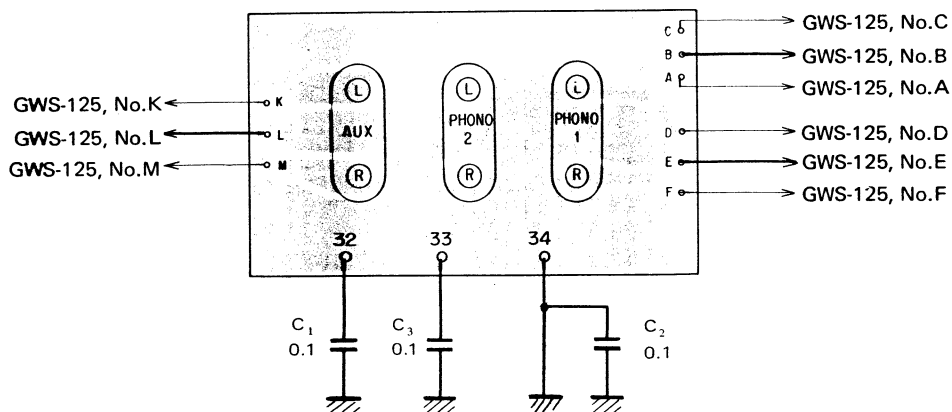 C
GWS-125, No.C
B
GWS-125, No.B
A
GWS-125, No.A
GWS-125, No.K
K
L
L
L
GWS-125, No.L
L
AUX
PHONO
2
PHONO
1
D
GWS-125, No.D
GWS-125, No.M
M
R
R
R
E
GWS-125, No.E
F
GWS-125, No.F
32
33
34
C₁
0.1
C₃
0.1
C₂
0.1